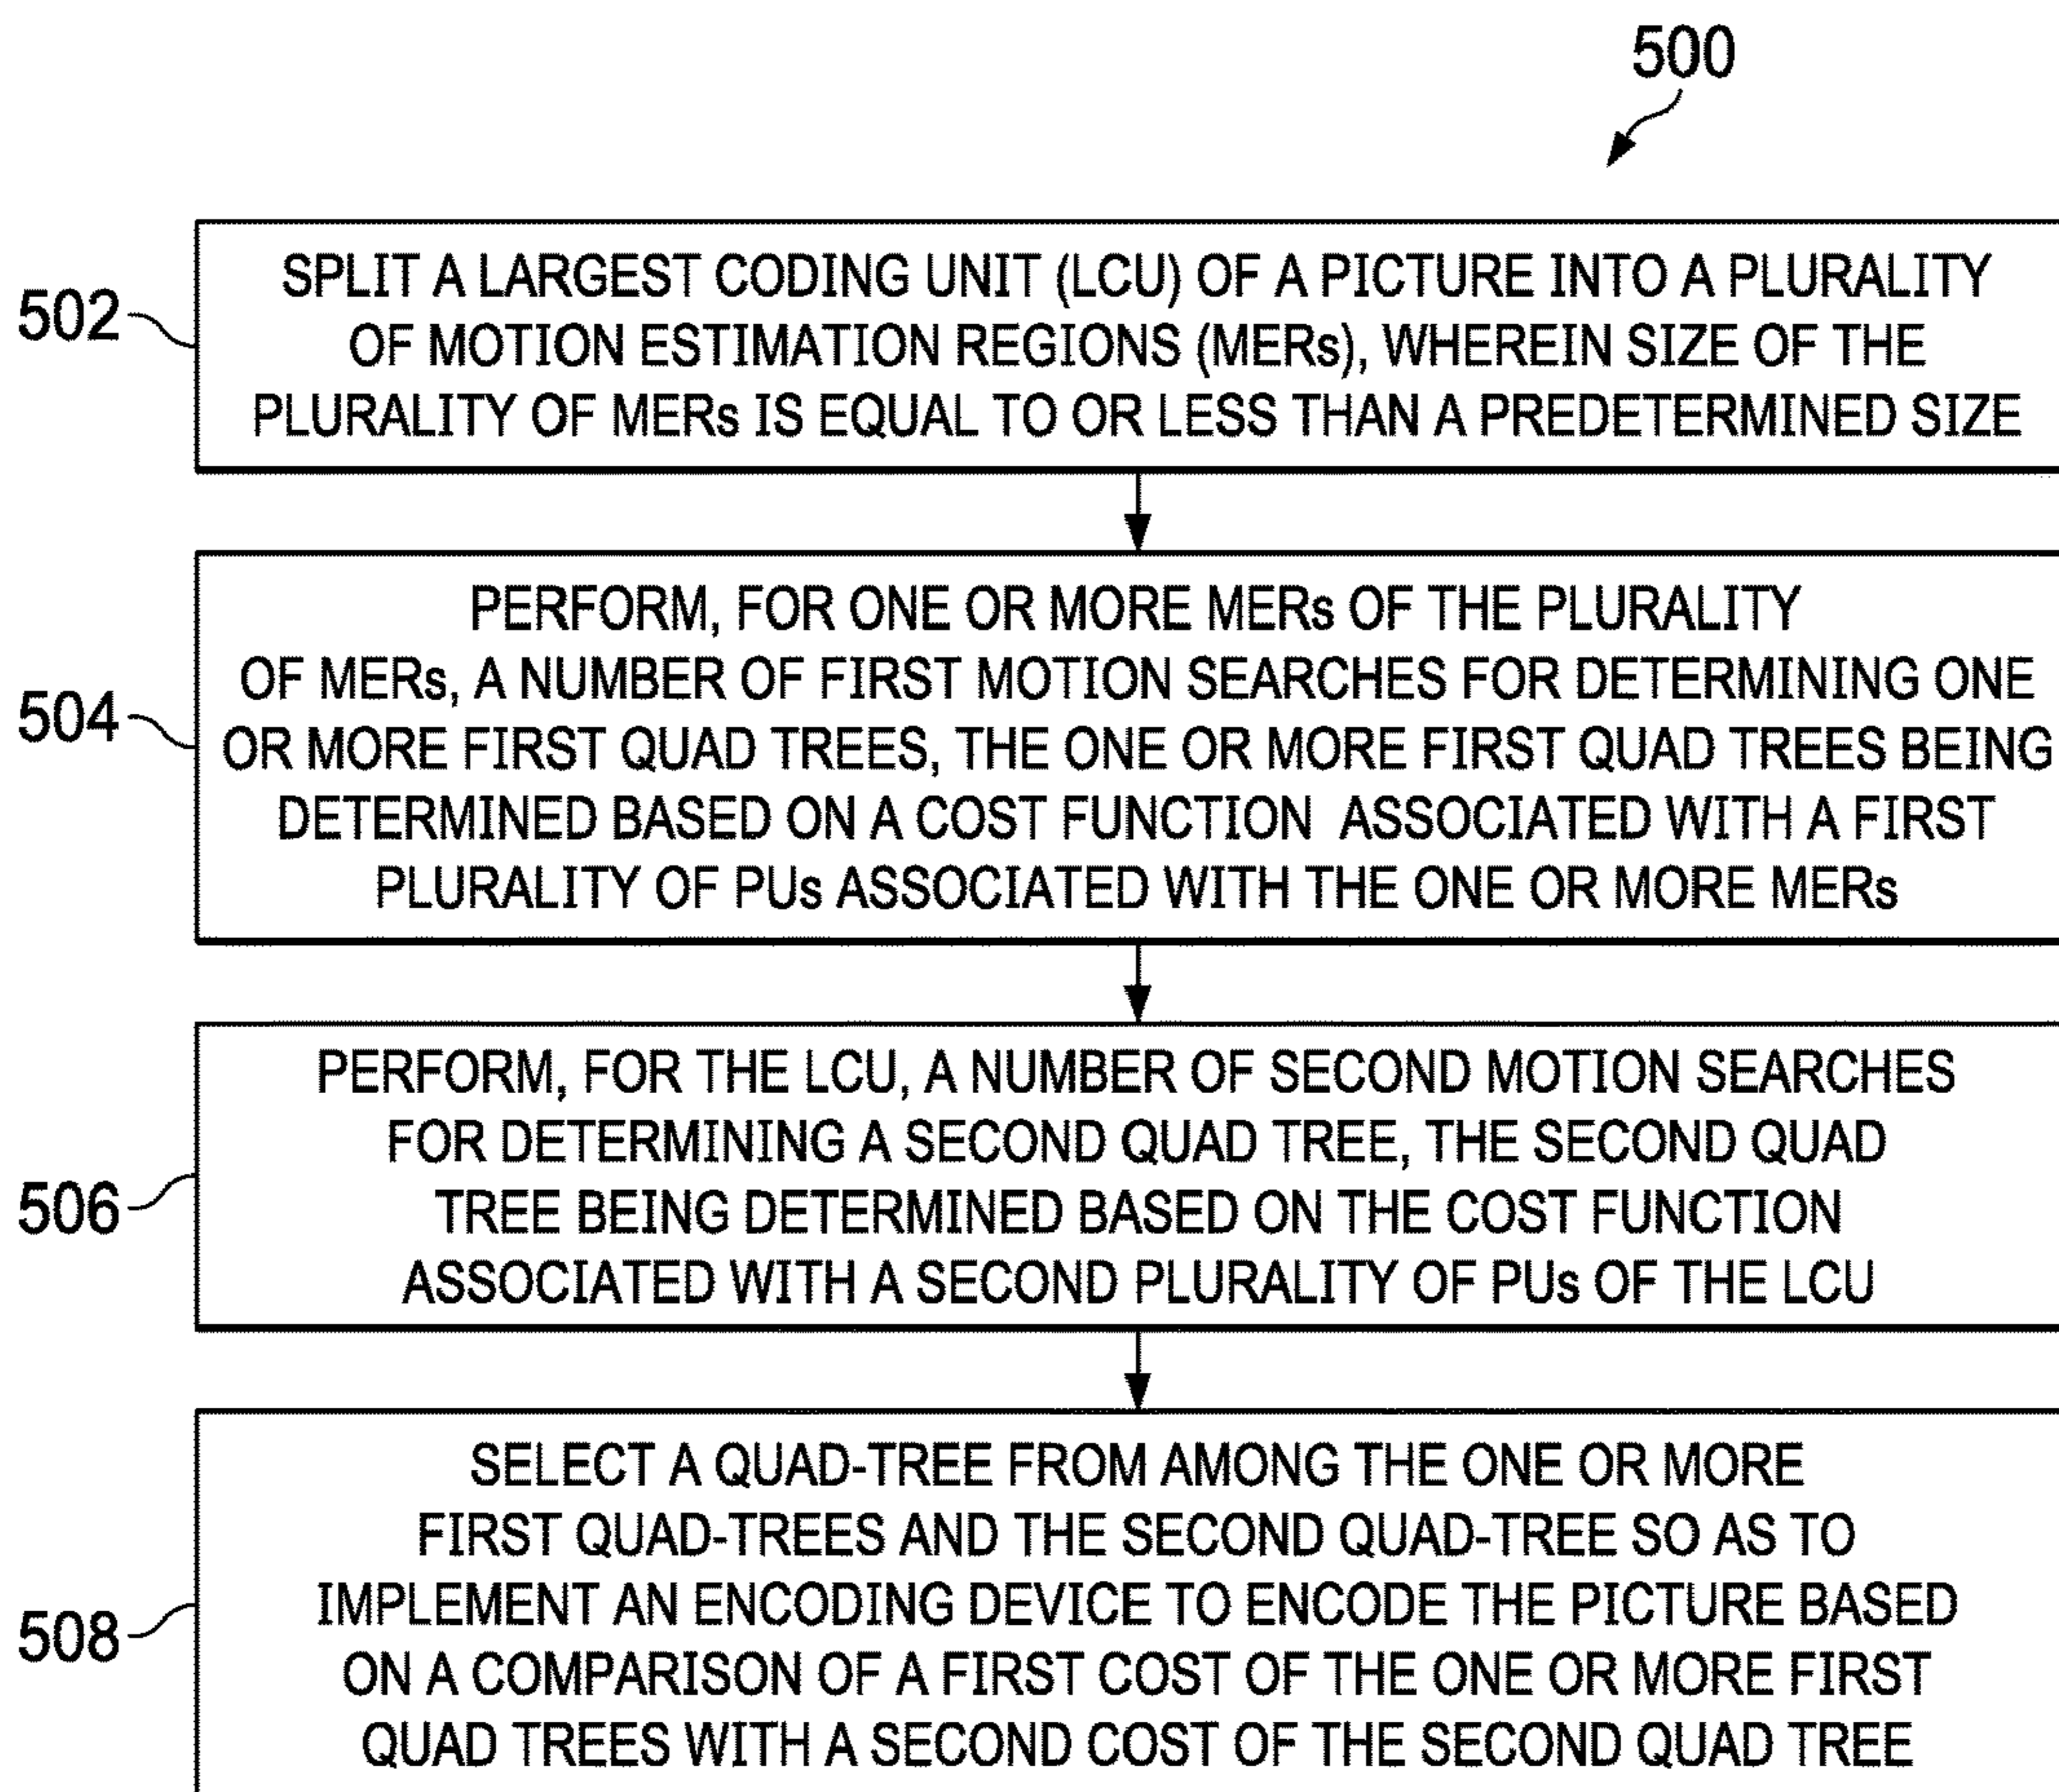 500
502
SPLIT A LARGEST CODING UNIT (LCU) OF A PICTURE INTO A PLURALITY
OF MOTION ESTIMATION REGIONS (MERs), WHEREIN SIZE OF THE
PLURALITY OF MERs IS EQUAL TO OR LESS THAN A PREDETERMINED SIZE
504
PERFORM, FOR ONE OR MORE MERs OF THE PLURALITY
OF MERs, A NUMBER OF FIRST MOTION SEARCHES FOR DETERMINING ONE
OR MORE FIRST QUAD TREES, THE ONE OR MORE FIRST QUAD TREES BEING
DETERMINED BASED ON A COST FUNCTION ASSOCIATED WITH A FIRST
PLURALITY OF PUs ASSOCIATED WITH THE ONE OR MORE MERs
506
PERFORM, FOR THE LCU, A NUMBER OF SECOND MOTION SEARCHES
FOR DETERMINING A SECOND QUAD TREE, THE SECOND QUAD
TREE BEING DETERMINED BASED ON THE COST FUNCTION
ASSOCIATED WITH A SECOND PLURALITY OF PUs OF THE LCU
508
SELECT A QUAD-TREE FROM AMONG THE ONE OR MORE
FIRST QUAD-TREES AND THE SECOND QUAD-TREE SO AS TO
IMPLEMENT AN ENCODING DEVICE TO ENCODE THE PICTURE BASED
ON A COMPARISON OF A FIRST COST OF THE ONE OR MORE FIRST
QUAD TREES WITH A SECOND COST OF THE SECOND QUAD TREE